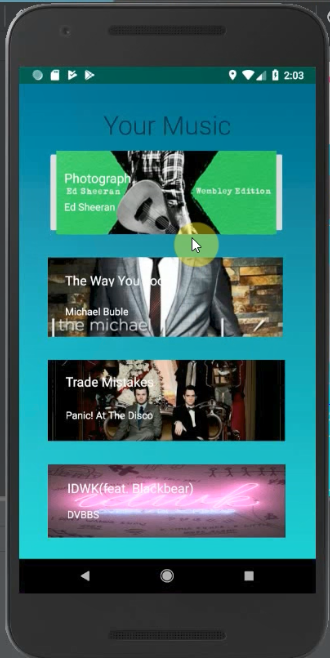 2:03
Your Music
Photograph
Ed Sheeran Wembley Edition
Ed Sheeran
The Way You Loo
Michael Buble
the michael
Trade Mistakes
Panic! At The Disco
IDWK(feat. Blackbear)
DVBBS